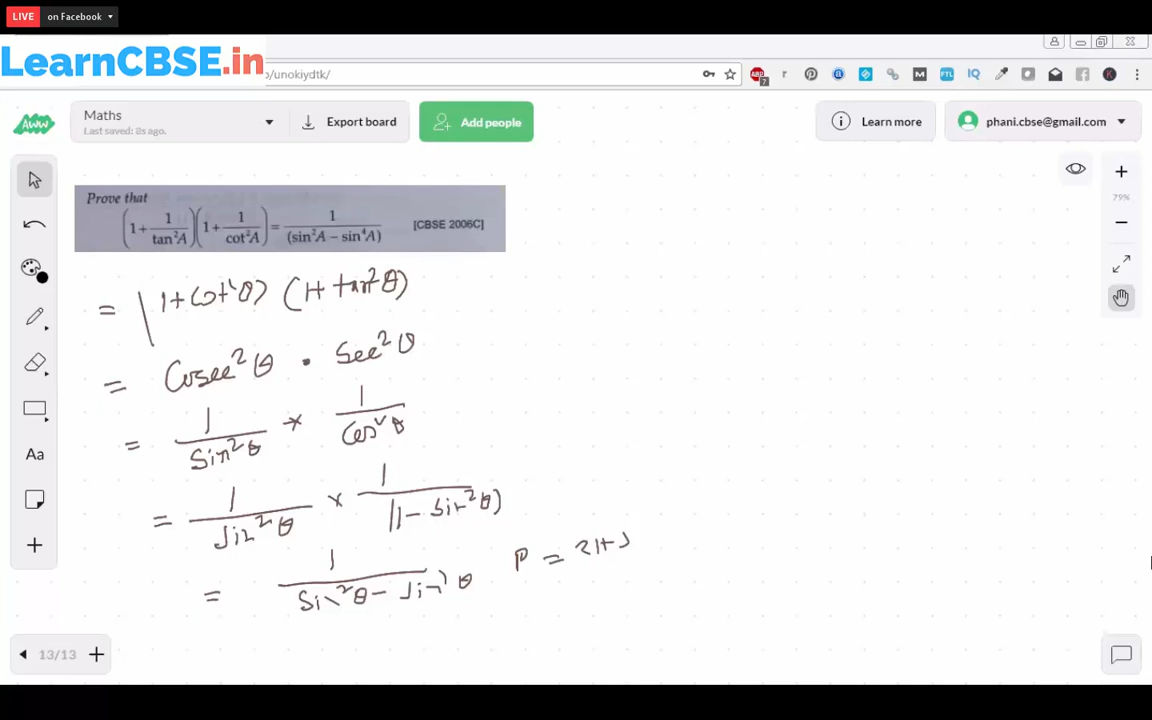 LIVE on Facebook
LearnCBSE.in
o/unokiydtk/
Maths
Last saved: 8s ago.
Export board
Add people
Learn more
phani.cbse@gmail.com
79%
Prove that
(1 + 1/tan²A)(1 + 1/cot²A) = 1/(sin²A − sin⁴A) [CBSE 2006C]
= (1+Cot²θ) (1+tan²θ)
= Cosec²θ · Sec²θ
= 1/Sin²θ × 1/Cos²θ
= 1/Sin²θ × 1/(1 − Sin²θ)
= 1/
Aa
13/13